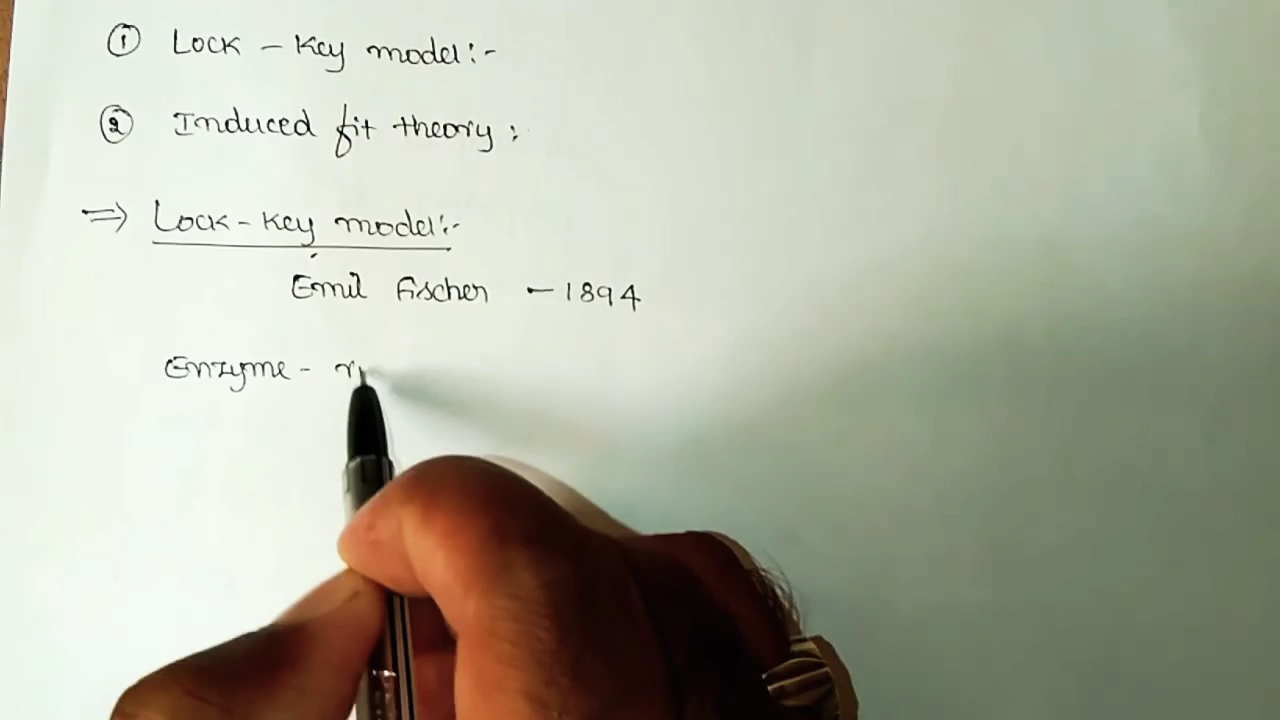 ① Lock - Key model:-
② Induced fit theory :
⇒ Lock - Key model:-
Emil Fischer - 1894
Enzyme -